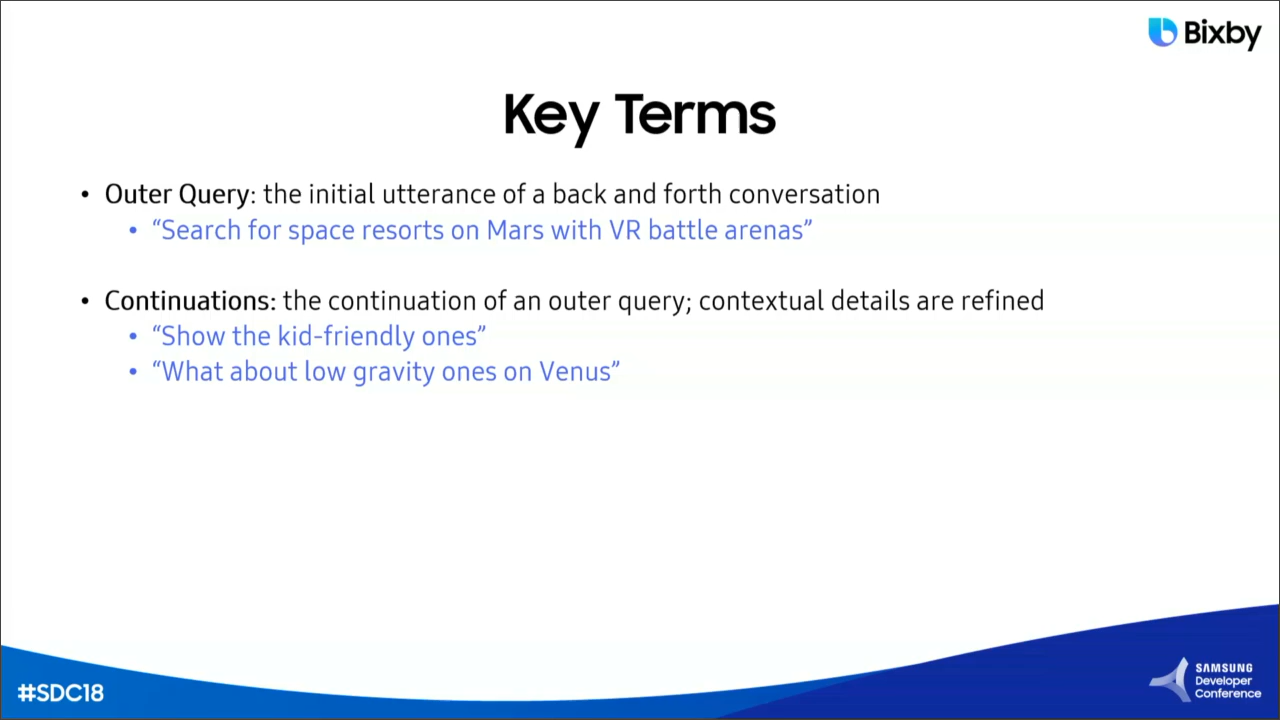 Bixby
Key Terms
• Outer Query: the initial utterance of a back and forth conversation
• “Search for space resorts on Mars with VR battle arenas”
• Continuations: the continuation of an outer query; contextual details are refined
• “Show the kid-friendly ones”
• “What about low gravity ones on Venus”
#SDC18
SAMSUNG
Developer
Conference